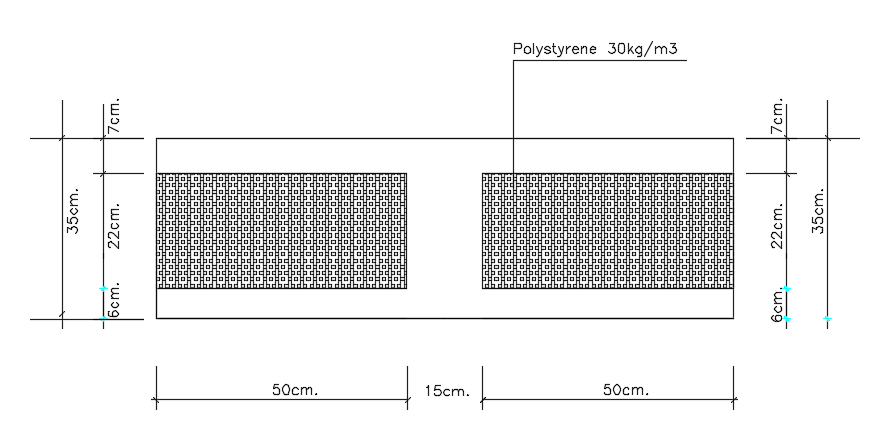 Polystyrene 30kg/m3
7cm.
7cm.
35cm.
22cm.
22cm.
35cm.
6cm.
6cm.
50cm.
15cm.
50cm.